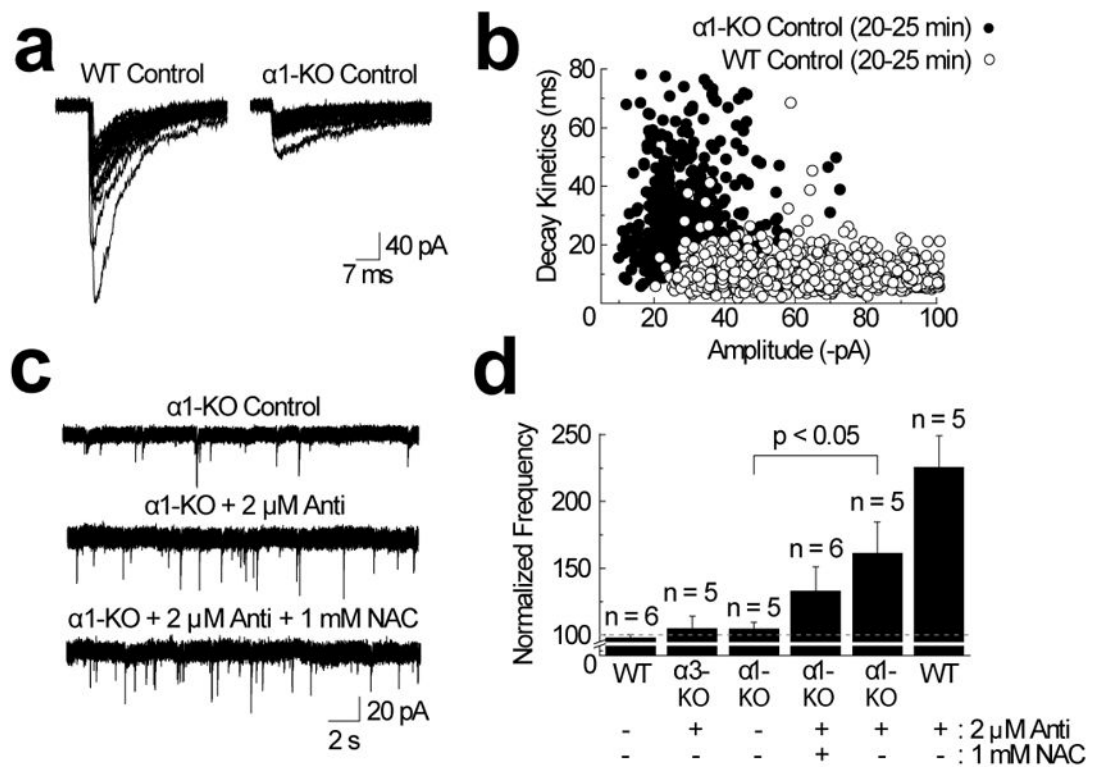 a
WT Control
α1-KO Control
40 pA
7 ms
b
α1-KO Control (20-25 min)
WT Control (20-25 min)
Decay Kinetics (ms)
80
60
40
20
0
20
40
60
80
100
Amplitude (-pA)
c
α1-KO Control
α1-KO + 2 µM Anti
α1-KO + 2 µM Anti + 1 mM NAC
20 pA
2 s
d
Normalized Frequency
250
200
150
100
0
p < 0.05
n = 6
n = 5
n = 5
n = 6
n = 5
n = 5
WT α3-KO α1-KO α1-KO α1-KO WT
- + - + + + : 2 µM Anti
- - - + - - : 1 mM NAC